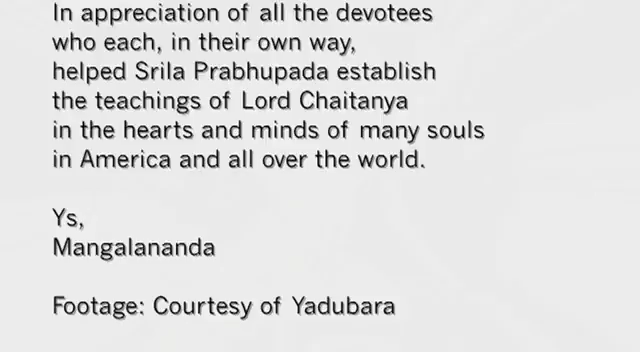 In appreciation of all the devotees
who each, in their own way,
helped Srila Prabhupada establish
the teachings of Lord Chaitanya
in the hearts and minds of many souls
in America and all over the world.
Ys,
Mangalananda
Footage: Courtesy of Yadubara